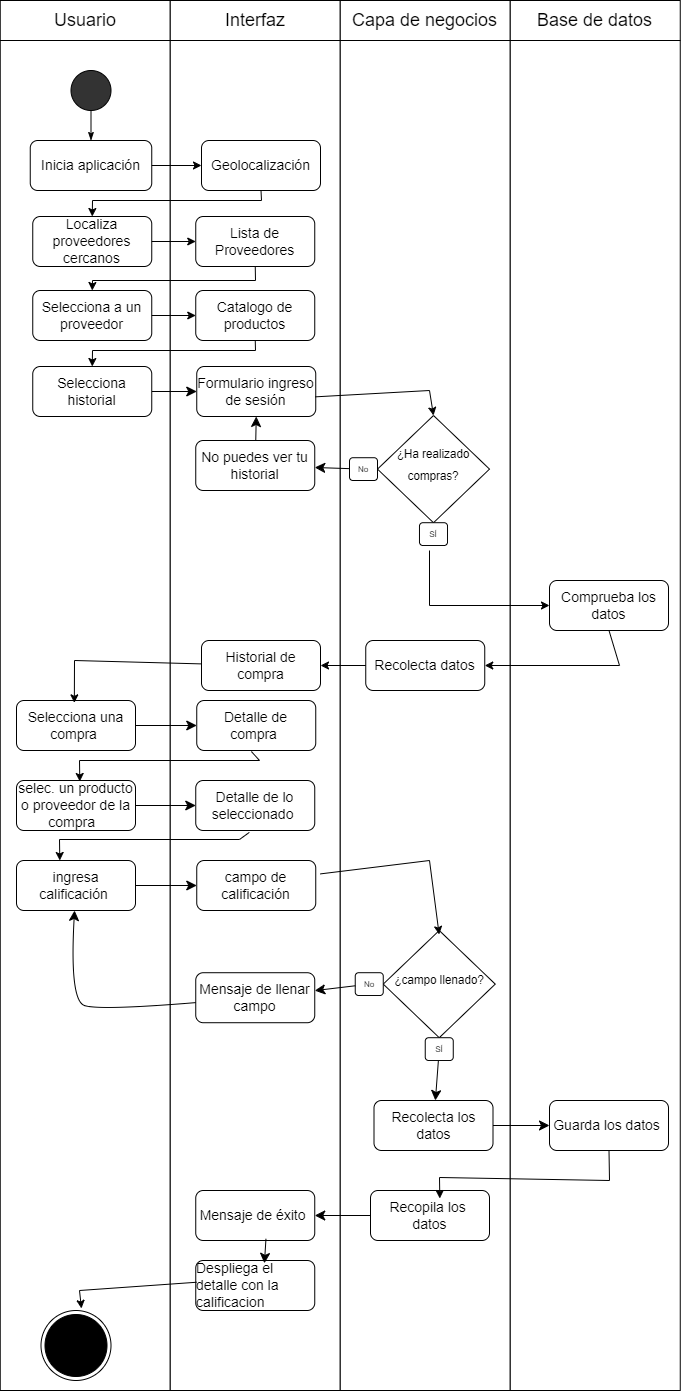 Usuario
Interfaz
Capa de negocios
Base de datos
Inicia aplicación
Geolocalización
Localiza
proveedores
cercanos
Lista de
Proveedores
Selecciona a un
proveedor
Catalogo de
productos
Selecciona
historial
Formulario ingreso
de sesión
¿Ha realizado
compras?
No
No puedes ver tu
historial
SÍ
Comprueba los
datos
Recolecta datos
Historial de
compra
Selecciona una
compra
Detalle de
compra
selec. un producto
o proveedor de la
compra
Detalle de lo
seleccionado
ingresa
calificación
campo de
calificación
¿campo llenado?
No
Mensaje de llenar
campo
SÍ
Recolecta los
datos
Guarda los datos
Recopila los
datos
Mensaje de éxito
Despliega el
detalle con la
calificacion